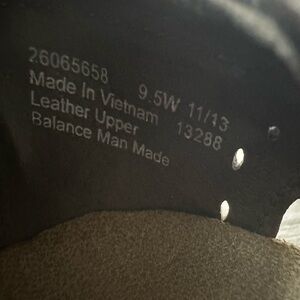 26065658 9.5W 11/13
Made In Vietnam 13288
Leather Upper
Balance Man Made